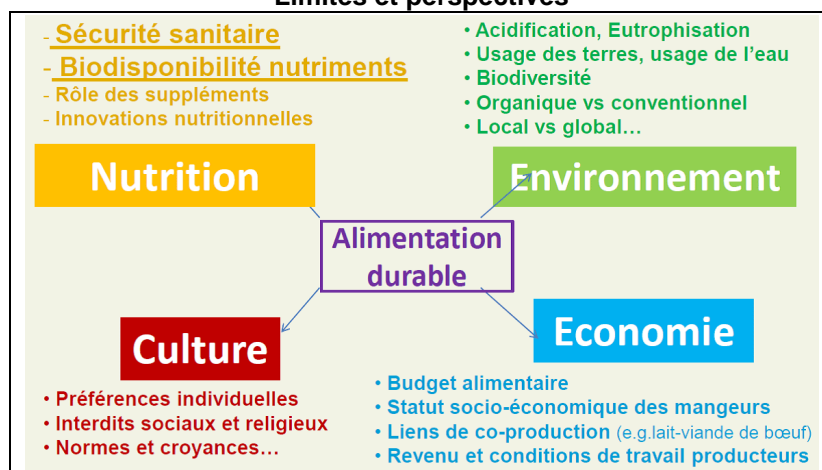 Limites et perspectives
- Sécurité sanitaire
- Biodisponibilité nutriments
- Rôle des suppléments
- Innovations nutritionnelles
• Acidification, Eutrophisation
• Usage des terres, usage de l'eau
• Biodiversité
• Organique vs conventionnel
• Local vs global…
Nutrition
Environnement
Alimentation
durable
Culture
Economie
• Préférences individuelles
• Interdits sociaux et religieux
• Normes et croyances…
• Budget alimentaire
• Statut socio-économique des mangeurs
• Liens de co-production (e.g.lait-viande de bœuf)
• Revenu et conditions de travail producteurs